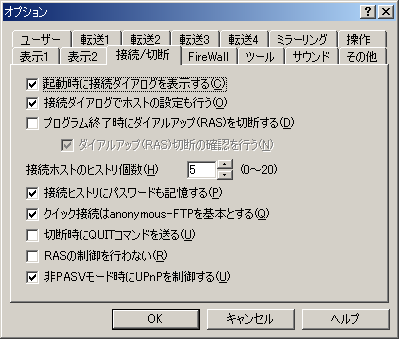 オプション
ユーザー 転送1 転送2 転送3 転送4 ミラーリング 操作
表示1 表示2 接続/切断 FireWall ツール サウンド その他
起動時に接続ダイアログを表示する(C)
接続ダイアログでホストの設定も行う(O)
プログラム終了時にダイアルアップ(RAS)を切断する(D)
ダイアルアップ(RAS)切断の確認を行う(N)
接続ホストのヒストリ個数(H) 5 (0~20)
接続ヒストリにパスワードも記憶する(P)
クイック接続はanonymous-FTPを基本とする(Q)
切断時にQUITコマンドを送る(U)
RASの制御を行わない(R)
非PASVモード時にUPnPを制御する(U)
OK キャンセル ヘルプ